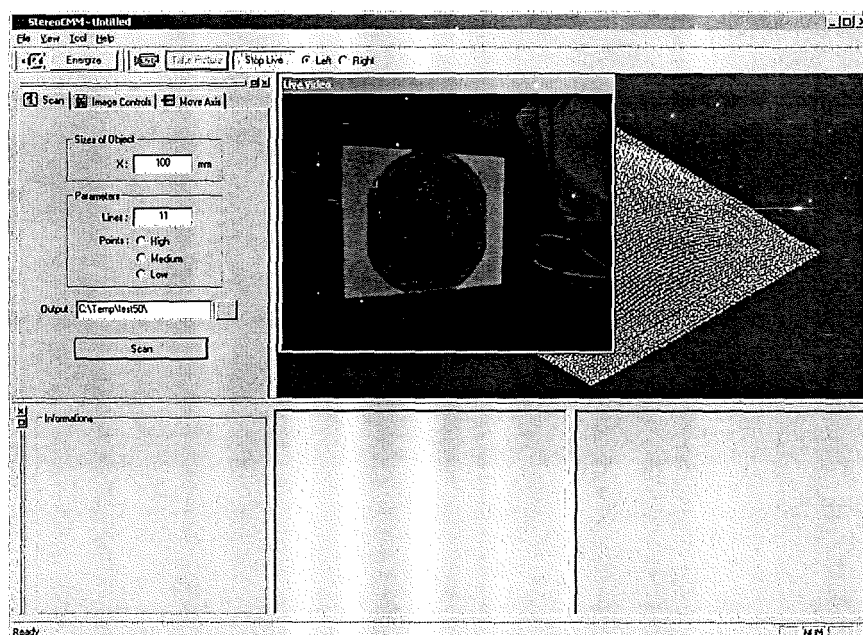 StereoCMM - Untitled
File View Tool Help
Energize Take Picture Stop Live Left Right
Scan Image Controls Move Axis
Live Video
Sizes of Object
X : 100 mm
Parameters
Lines : 11
Points : High
Medium
Low
Output : C:\Temp\test50\
Scan
Informations
Ready NUM